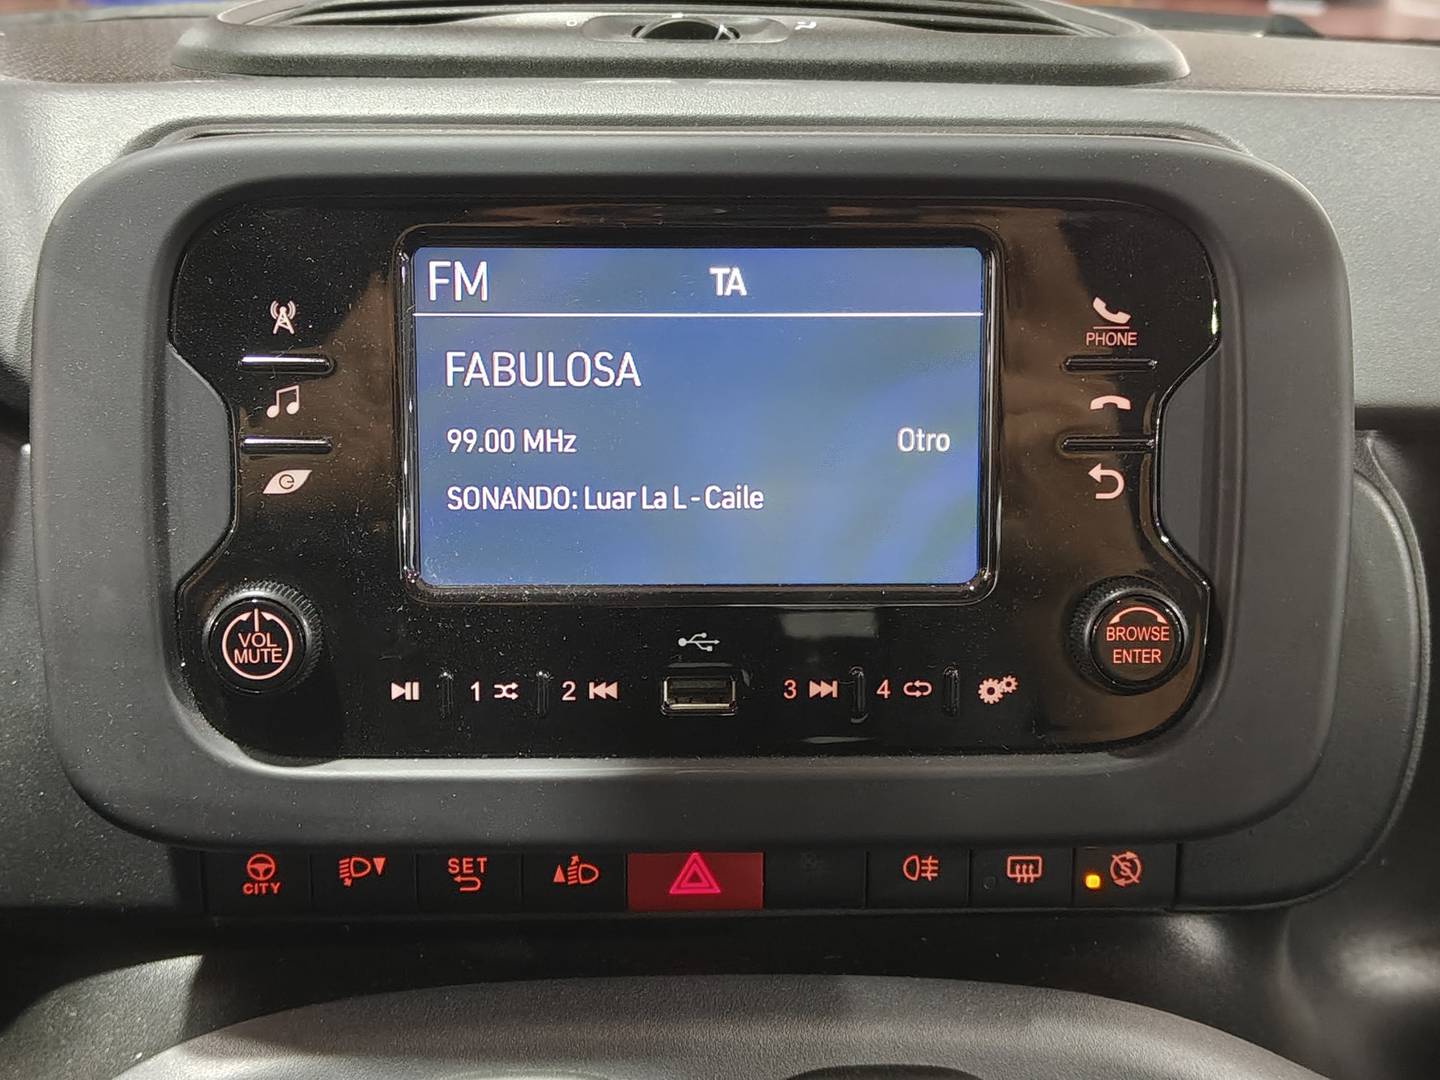 FM TA
FABULOSA
99.00 MHz Otro
SONANDO: Luar La L - Caile
PHONE
VOL
MUTE
BROWSE
ENTER
1 2 3 4
CITY
SET